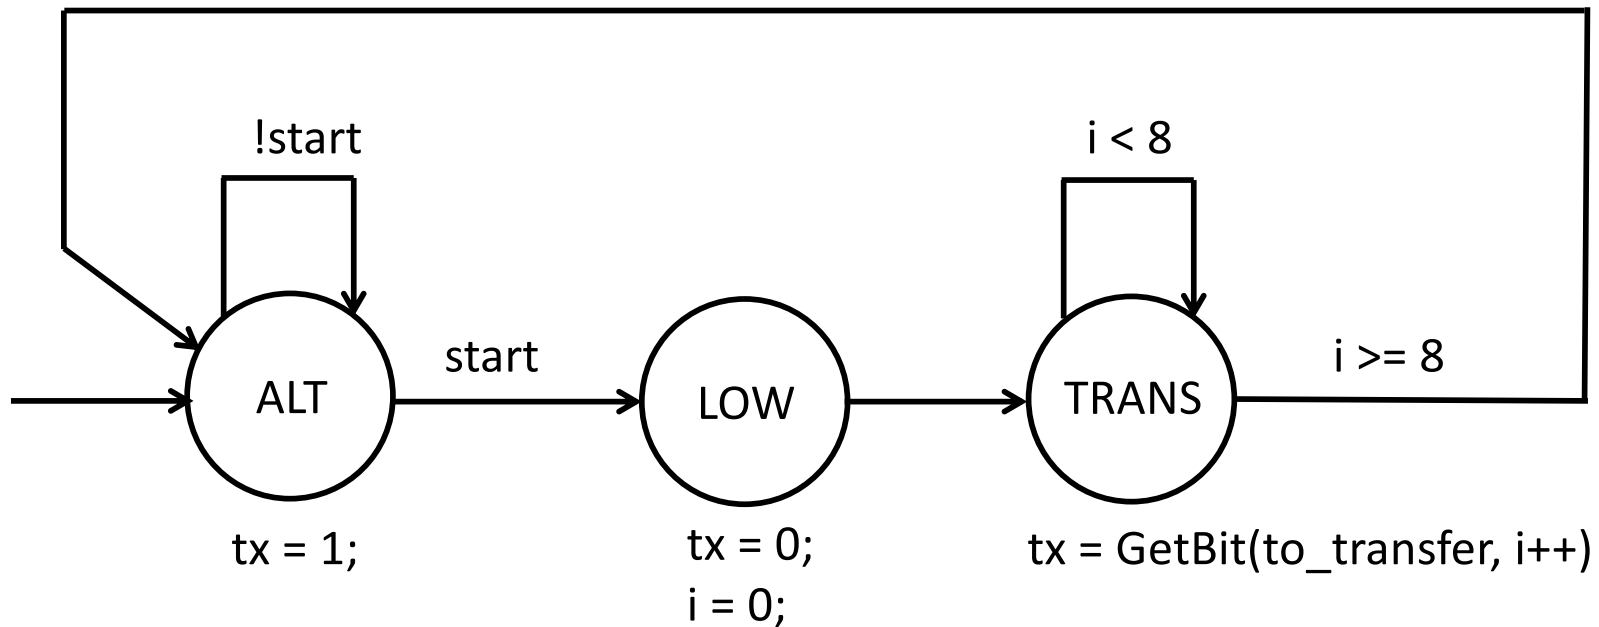 !start
i < 8
start
i >= 8
ALT
LOW
TRANS
tx = 1;
tx = 0;
i = 0;
tx = GetBit(to_transfer, i++)